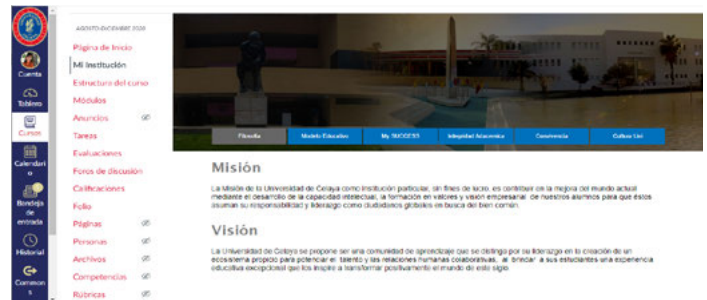 Cuenta
Tablero
Cursos
Calendari
o
Bandeja
de
entrada
Historial
Common
s
AGOSTO-DICIEMBRE 2020
Página de Inicio
Mi Institución
Estructura del curso
Módulos
Anuncios
Tareas
Evaluaciones
Foros de discusión
Calificaciones
Folio
Páginas
Personas
Archivos
Competencias
Rúbricas
Filosofía
Modelo Educativo
My SUCCESS
Integridad Académica
Convivencia
Cultura Uni
Misión
La Misión de la Universidad de Celaya como institución particular, sin fines de lucro, es contribuir en la mejora del mundo actual
mediante el desarrollo de la capacidad intelectual, la formación en valores y visión empresarial de nuestros alumnos para que éstos
asuman su responsabilidad y liderazgo como ciudadanos globales en busca del bien común.
Visión
La Universidad de Celaya se propone ser una comunidad de aprendizaje que se distinga por su liderazgo en la creación de un
ecosistema propicio para potenciar el talento y las relaciones humanas colaborativas, al brindar a sus estudiantes una experiencia
educativa excepcional que los inspire a transformar positivamente el mundo de este siglo